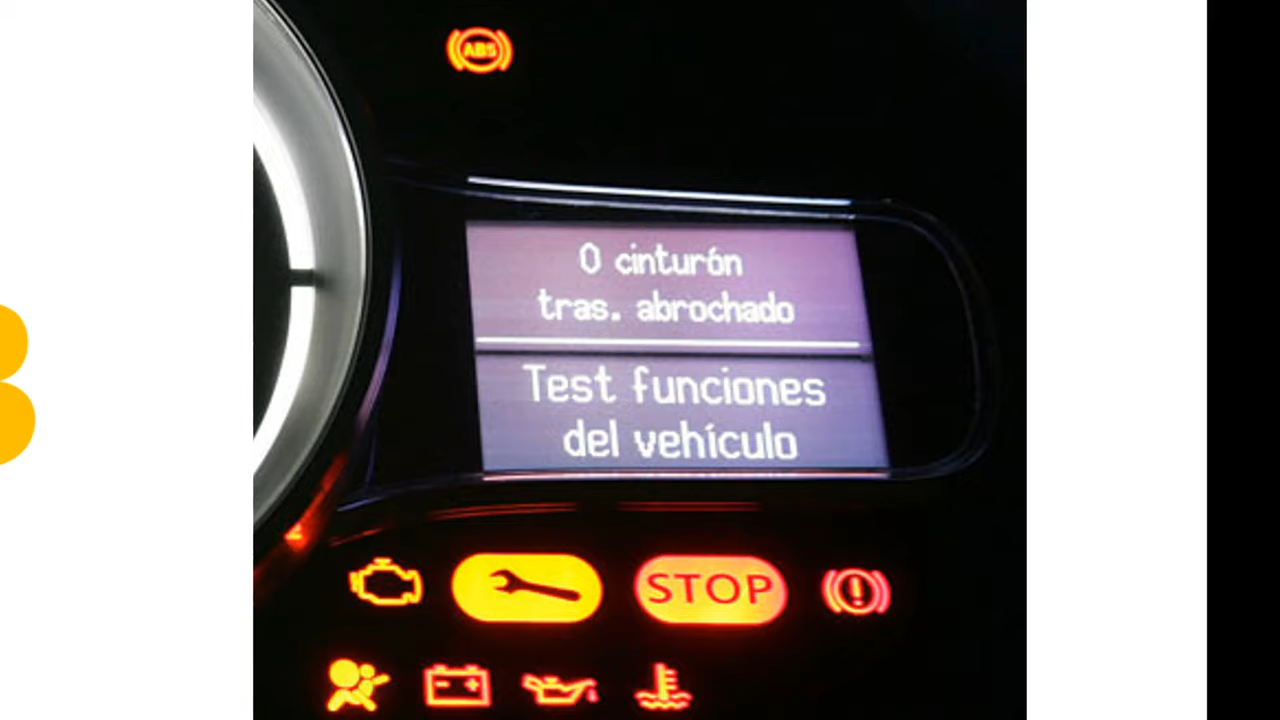 ABS
0 cinturón
tras. abrochado
Test funciones
del vehículo
STOP